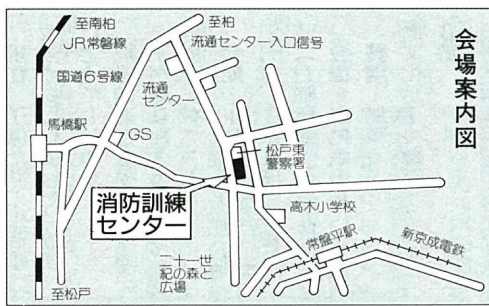 会場案内図
至南柏
JR常磐線
国道6号線
馬橋駅
至柏
流通センター入口信号
流通
センター
GS
松戸東
警察署
消防訓練
センター
高木小学校
二十一世
紀の森と
広場
常盤平駅
新京成電鉄
至松戸